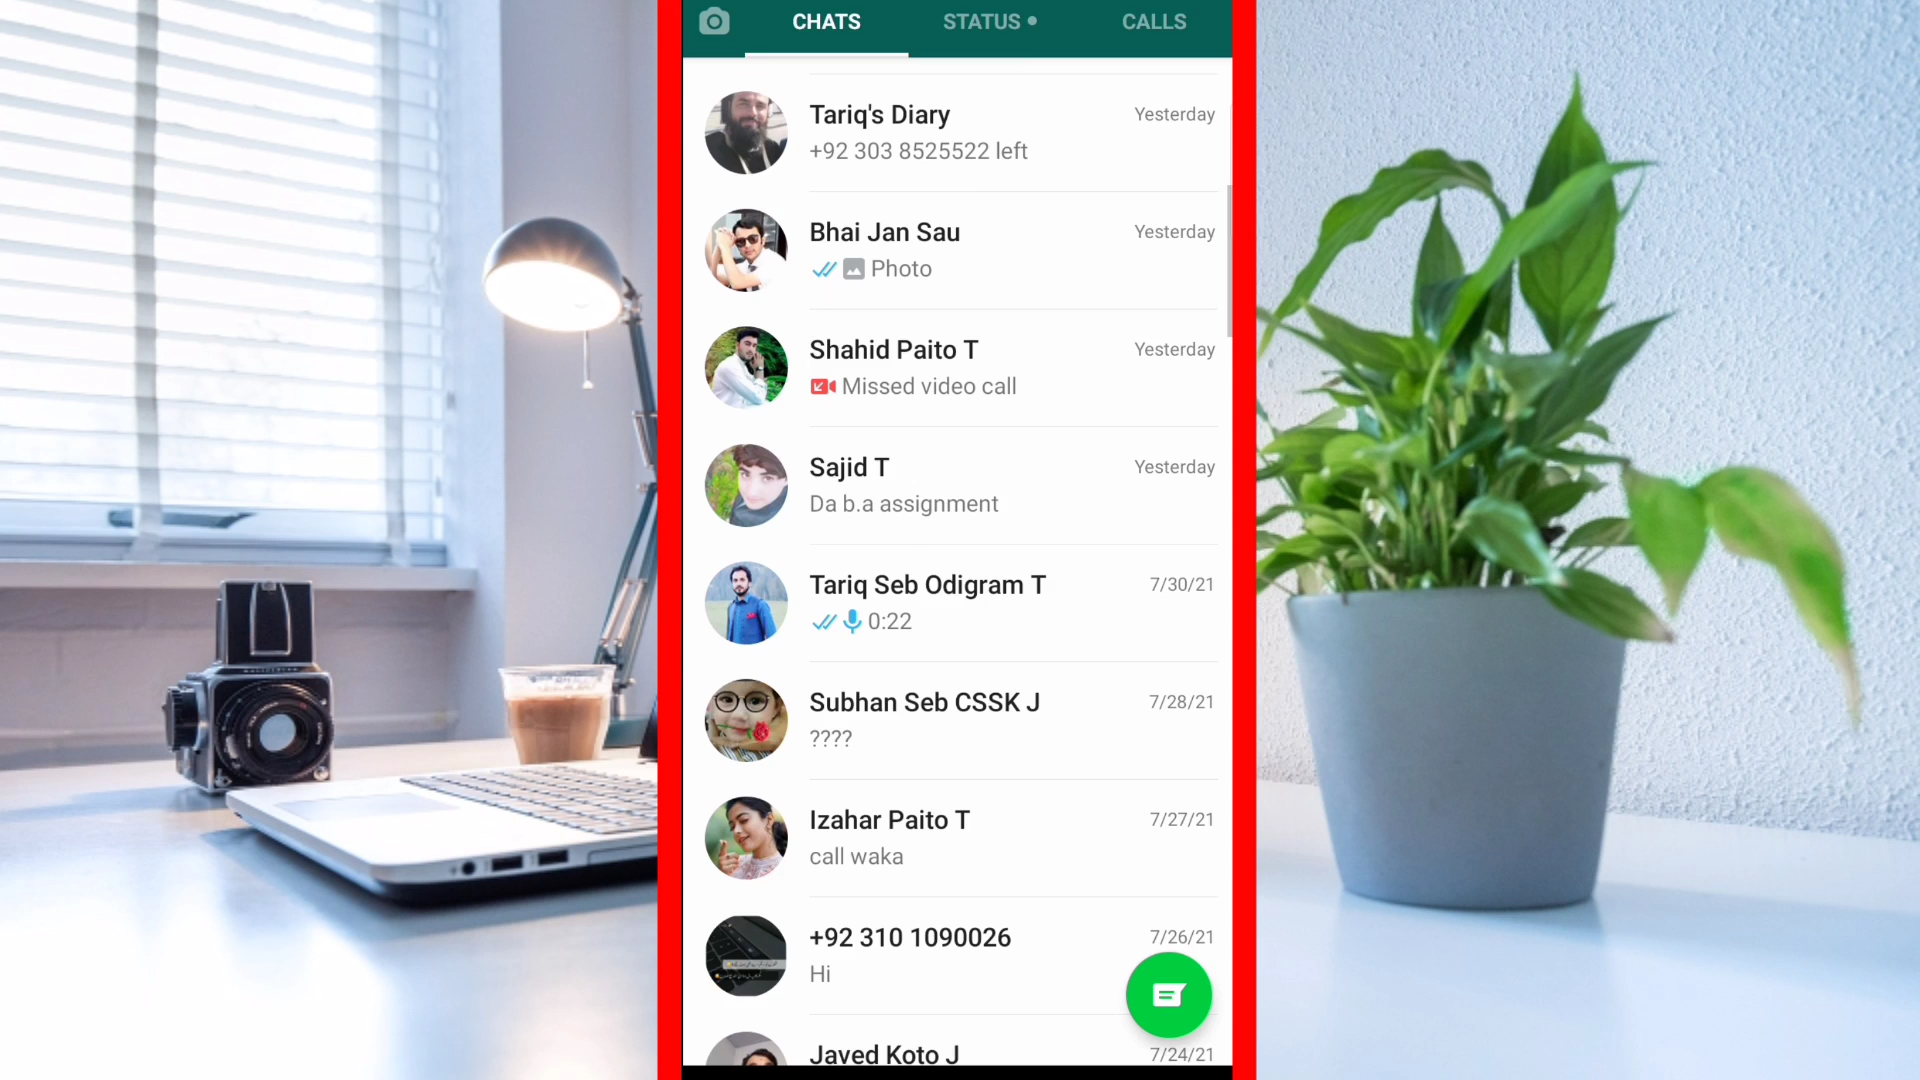 CHATS
STATUS
CALLS
Tariq's Diary
Yesterday
+92 303 8525522 left
Bhai Jan Sau
Yesterday
Photo
Shahid Paito T
Yesterday
Missed video call
Sajid T
Yesterday
Da b.a assignment
Tariq Seb Odigram T
7/30/21
0:22
Subhan Seb CSSK J
7/28/21
????
Izahar Paito T
7/27/21
call waka
+92 310 1090026
7/26/21
Hi
Javed Koto J
7/24/21